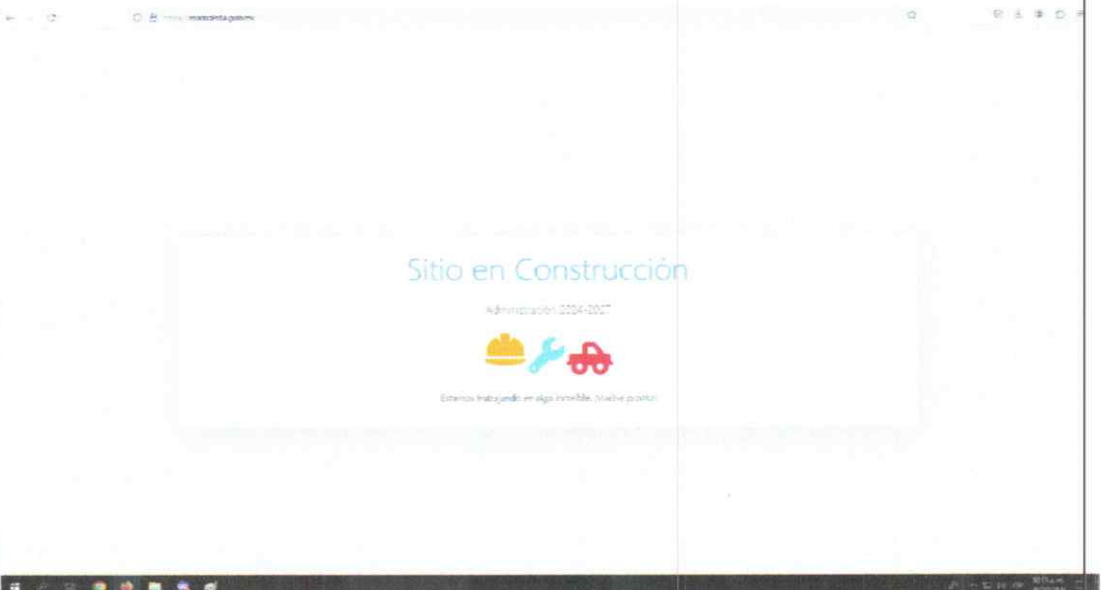 Sitio en Construcción
Administración 2024-2027
Estamos trabajando en algo increíble. ¡Vuelve pronto!